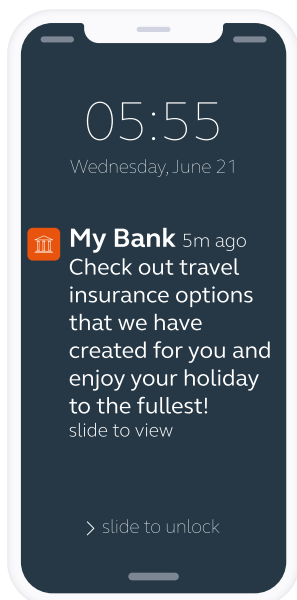 05:55
Wednesday, June 21
My Bank 5m ago
Check out travel
insurance options
that we have
created for you and
enjoy your holiday
to the fullest!
slide to view
slide to unlock